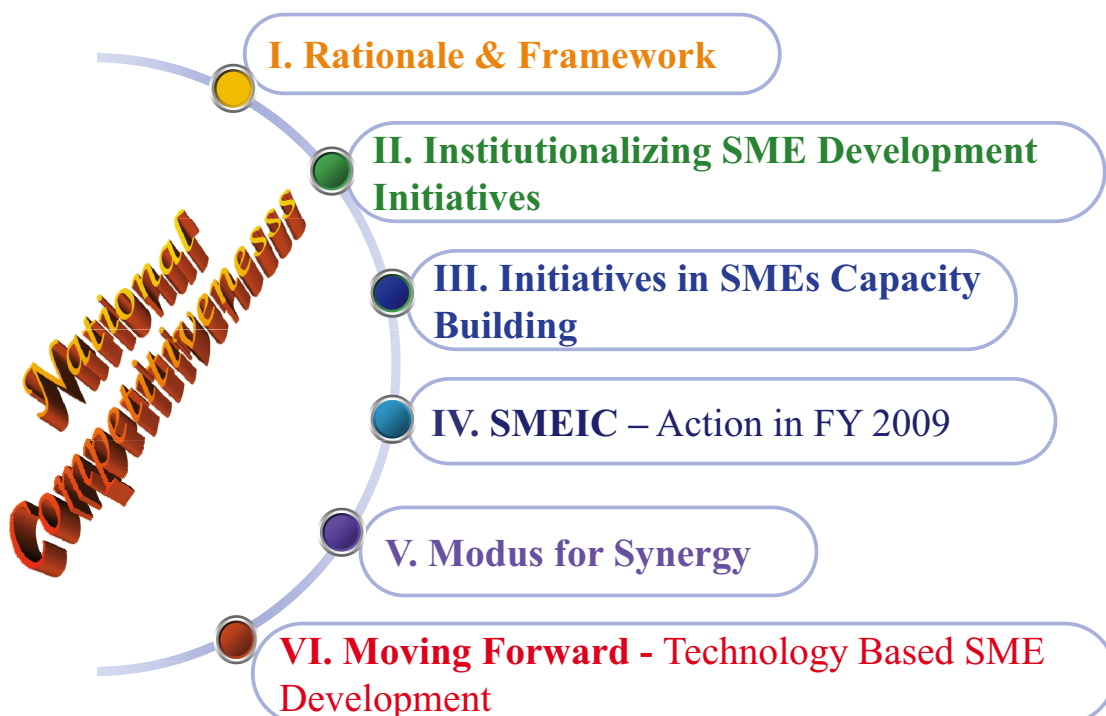 I. Rationale & Framework
II. Institutionalizing SME Development
Initiatives
National
Competitivenesss
III. Initiatives in SMEs Capacity
Building
IV. SMEIC – Action in FY 2009
V. Modus for Synergy
VI. Moving Forward - Technology Based SME
Development